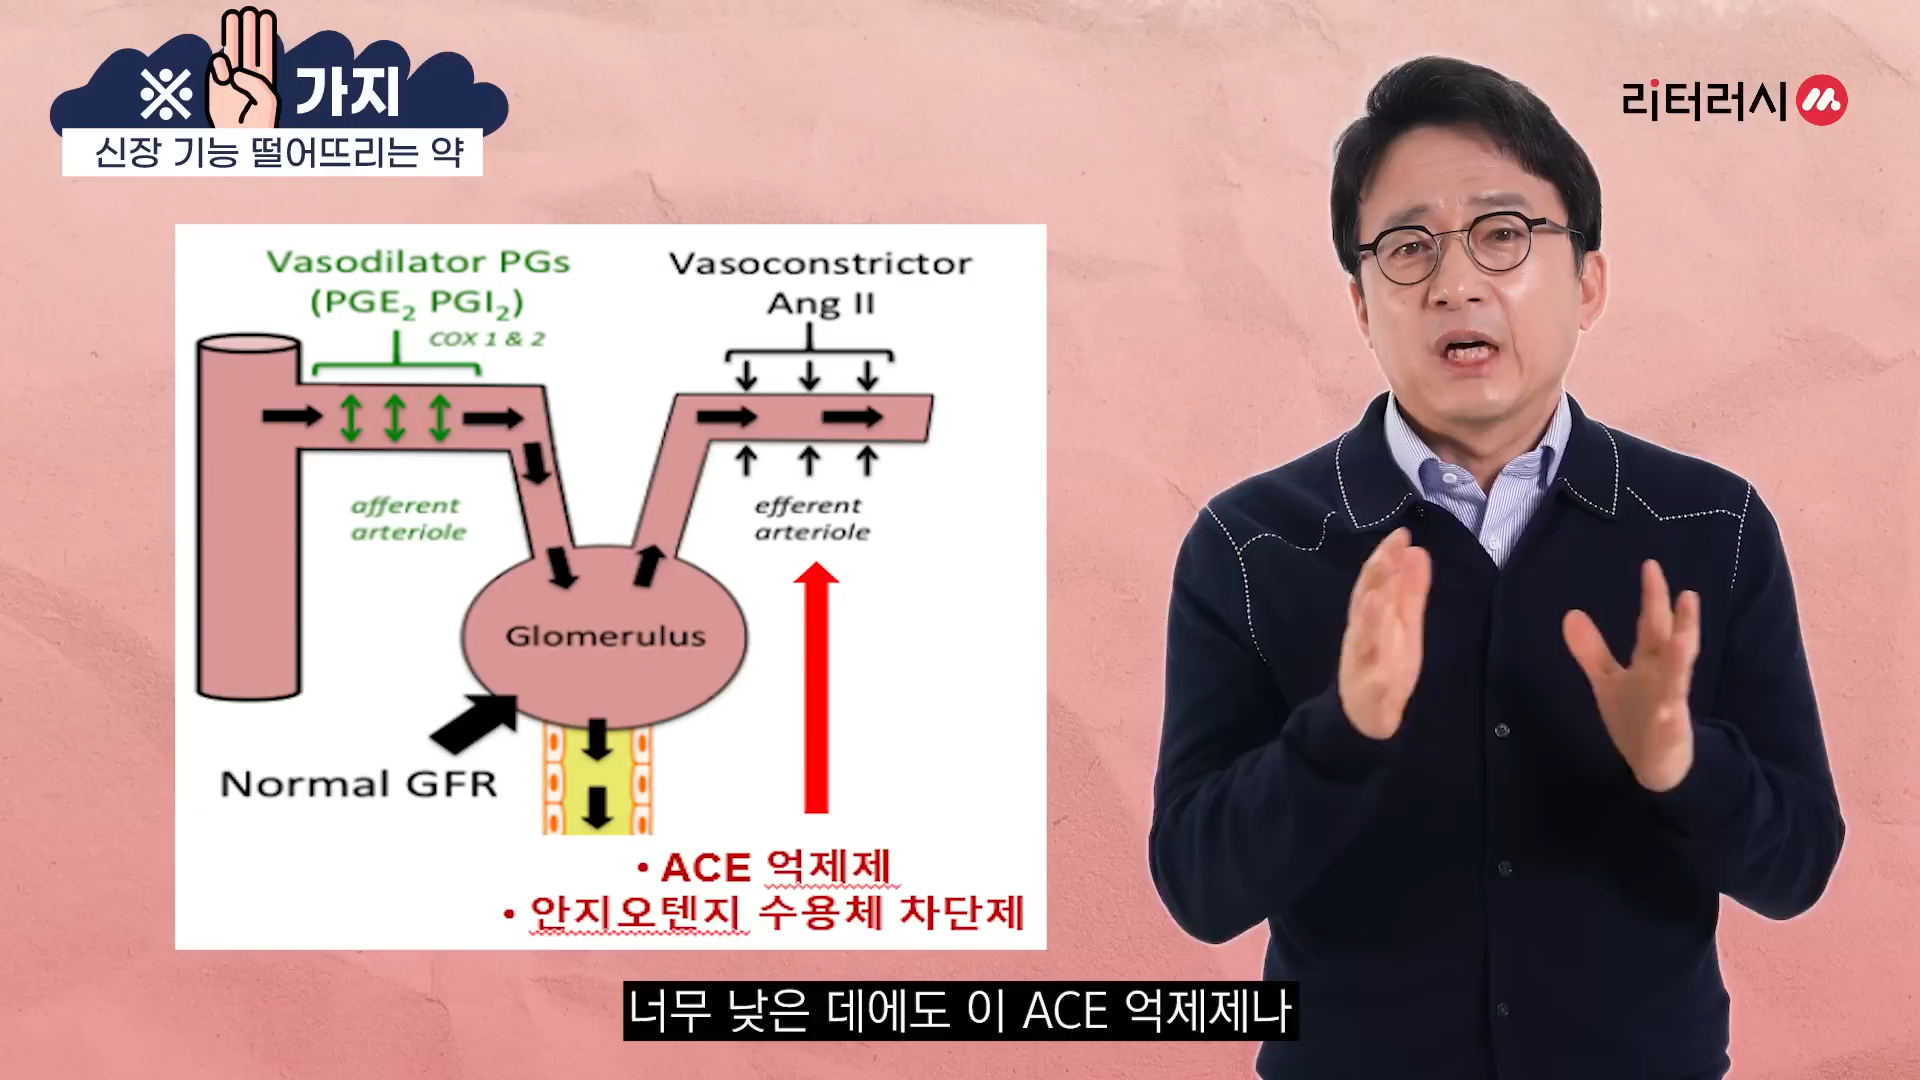 ※ 가지
신장 기능 떨어뜨리는 약
리터러시 M
Vasodilator PGs
(PGE₂ PGI₂)
COX 1 & 2
Vasoconstrictor
Ang II
afferent
arteriole
efferent
arteriole
Glomerulus
Normal GFR
• ACE 억제제
• 안지오텐지 수용체 차단제
너무 낮은 데에도 이 ACE 억제제나